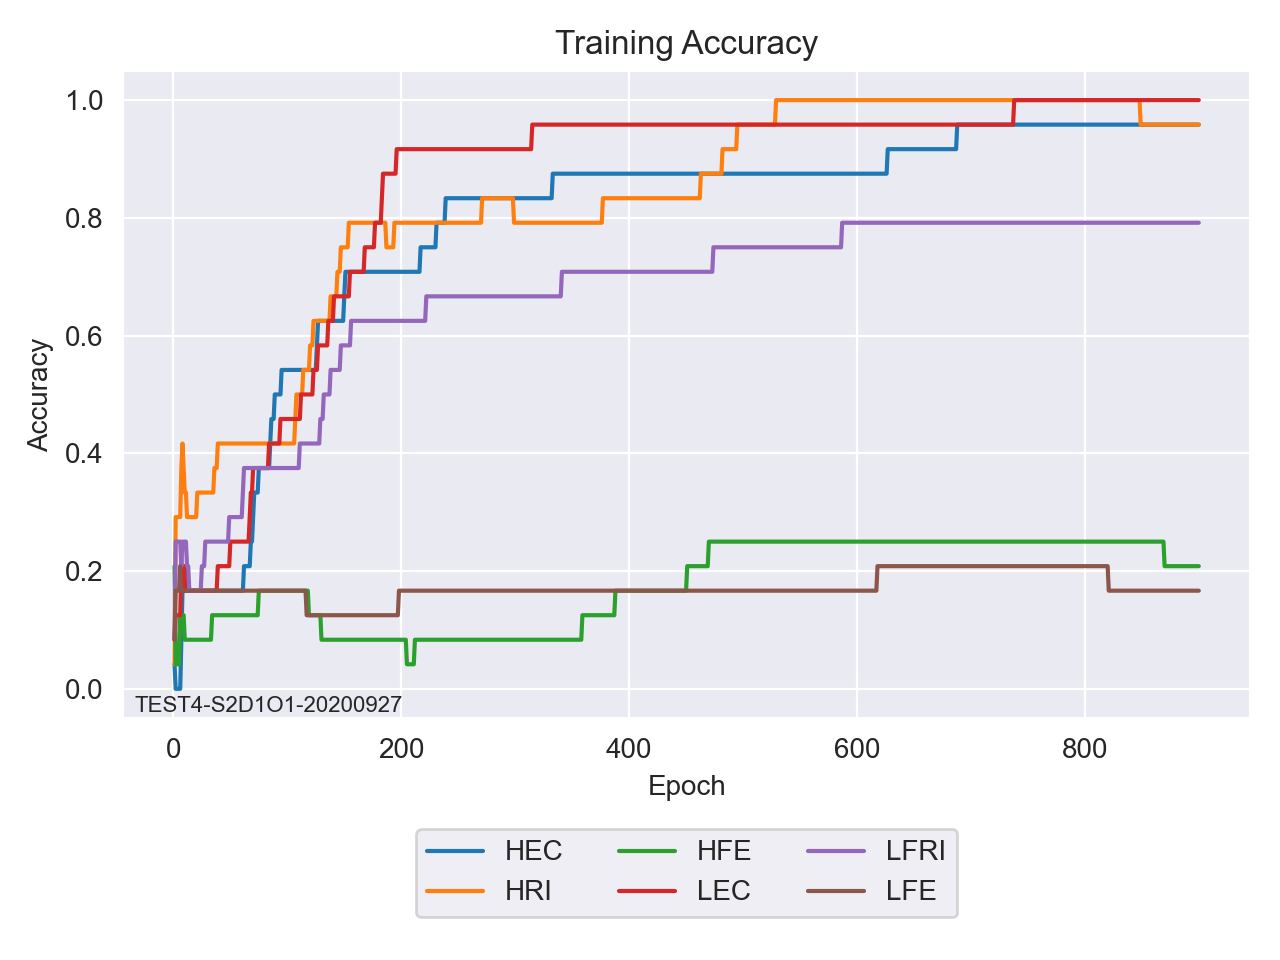 Training Accuracy
1.0
0.8
0.6
0.4
0.2
0.0
Accuracy
TEST4-S2D1O1-20200927
0 200 400 600 800
Epoch
HEC HFE LFRI
HRI LEC LFE